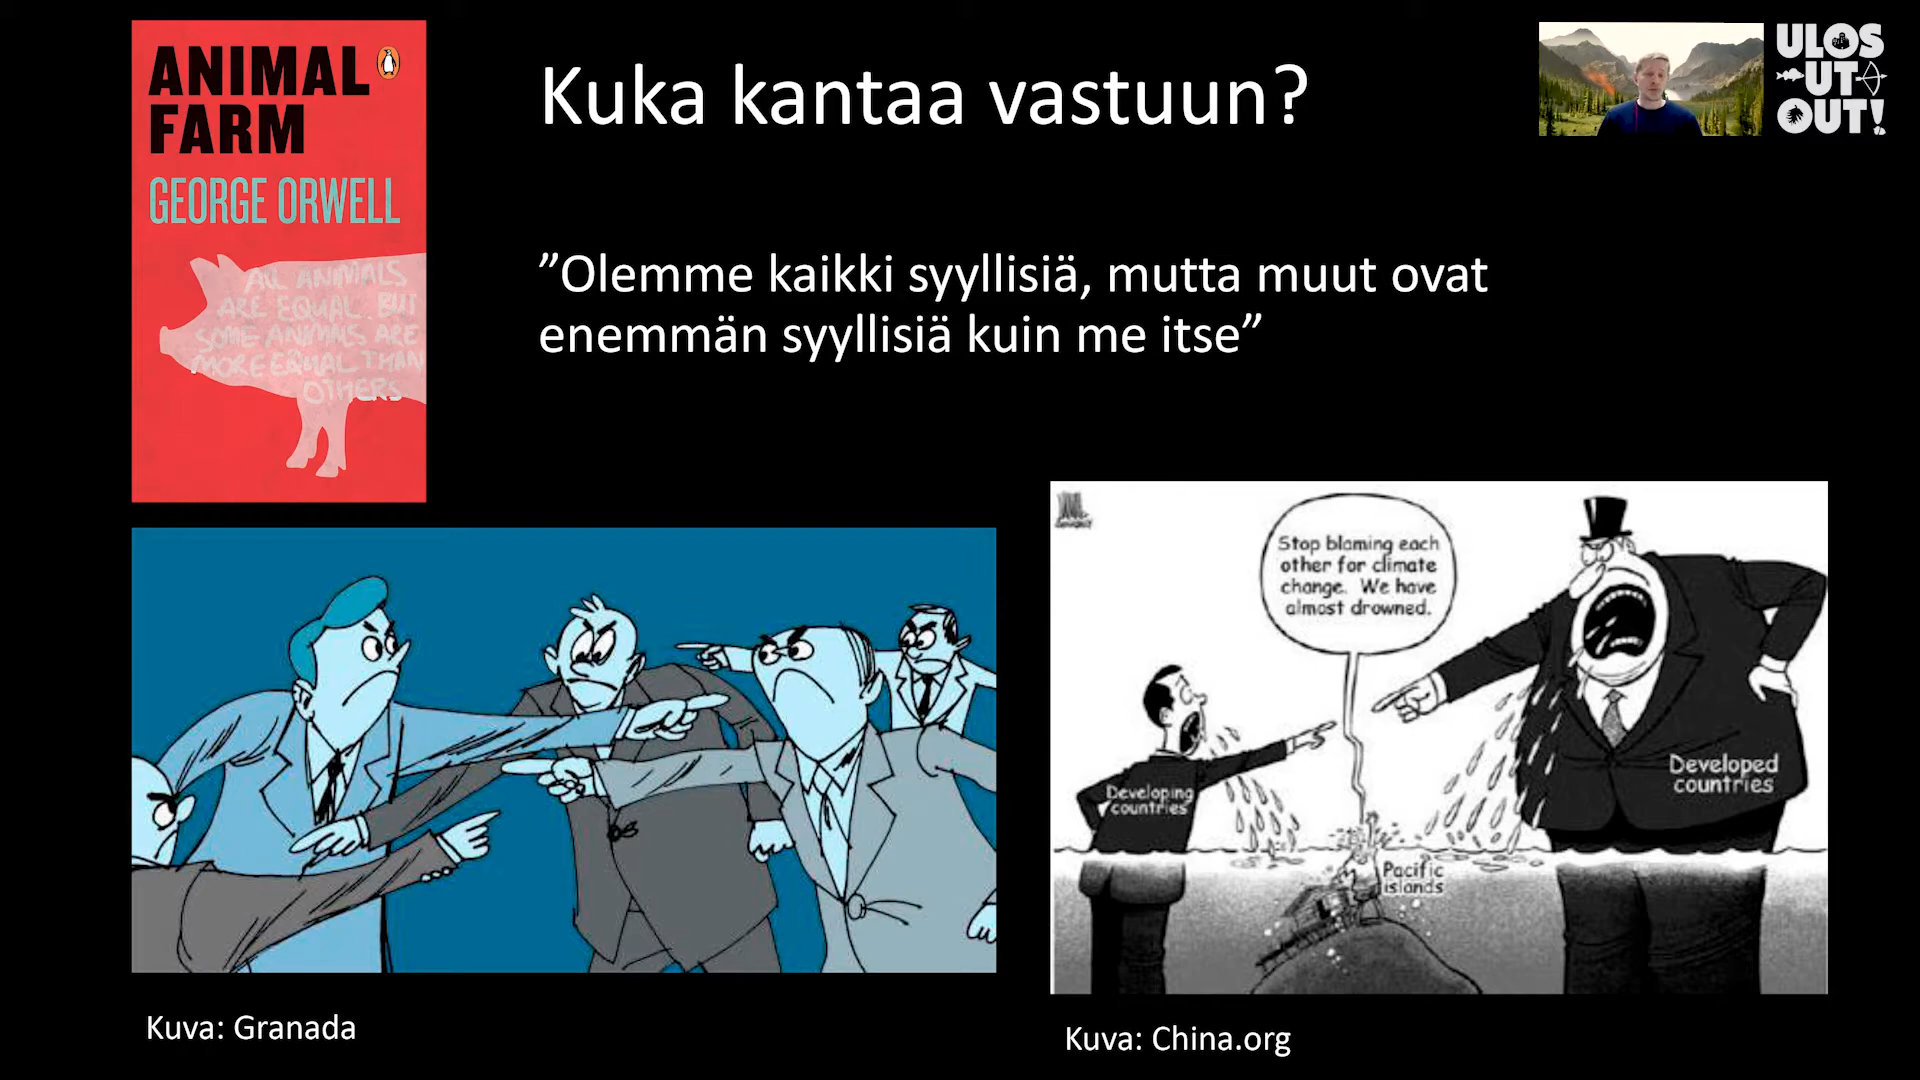 ANIMAL
FARM
GEORGE ORWELL
ALL ANIMALS
ARE EQUAL. BUT
SOME ANIMALS ARE
MORE EQUAL THAN
OTHERS.
Kuka kantaa vastuun?
ULOS
UT
OUT!
”Olemme kaikki syyllisiä, mutta muut ovat
enemmän syyllisiä kuin me itse”
Stop blaming each
other for climate
change. We have
almost drowned.
Developing
countries
Developed
countries
Pacific
islands
Kuva: Granada
Kuva: China.org